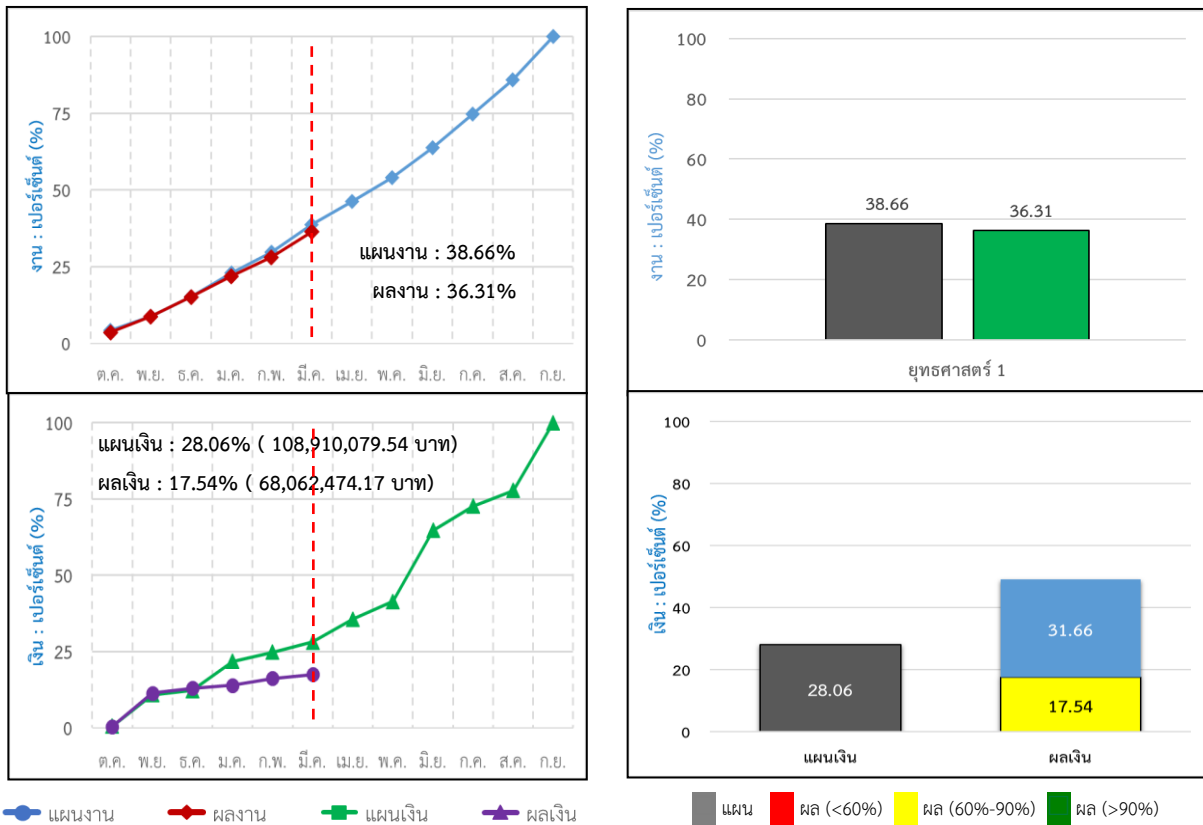 งาน : เปอร์เซ็นต์ (%)
100
75
50
25
0
แผนงาน : 38.66%
ผลงาน : 36.31%
ต.ค. พ.ย. ธ.ค. ม.ค. ก.พ. มี.ค. เม.ย. พ.ค. มิ.ย. ก.ค. ส.ค. ก.ย.
งาน : เปอร์เซ็นต์ (%)
100
80
60
40
20
0
38.66
36.31
ยุทธศาสตร์ 1
เงิน : เปอร์เซ็นต์ (%)
100
75
50
25
0
แผนเงิน : 28.06% ( 108,910,079.54 บาท)
ผลเงิน : 17.54% ( 68,062,474.17 บาท)
ต.ค. พ.ย. ธ.ค. ม.ค. ก.พ. มี.ค. เม.ย. พ.ค. มิ.ย. ก.ค. ส.ค. ก.ย.
แผนงาน ผลงาน แผนเงิน ผลเงิน
เงิน : เปอร์เซ็นต์ (%)
100
80
60
40
20
0
31.66
28.06
17.54
แผนเงิน ผลเงิน
แผน ผล (<60%) ผล (60%-90%) ผล (>90%)